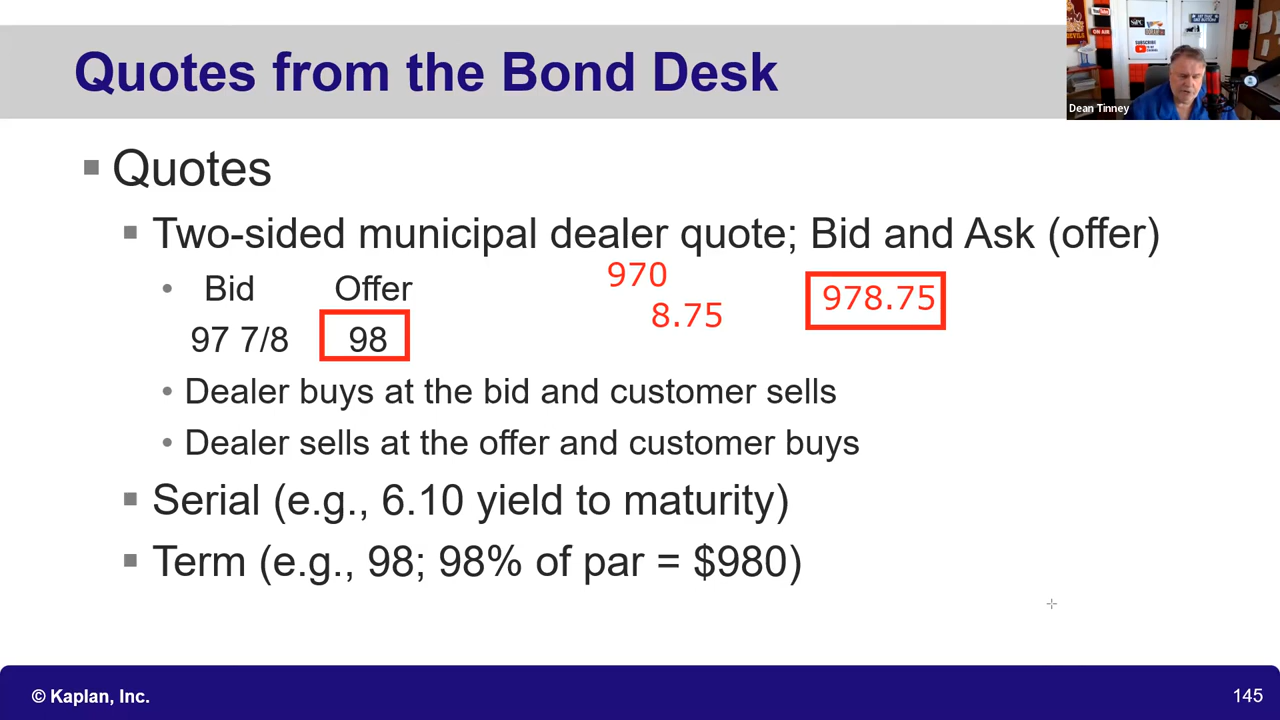 Quotes from the Bond Desk
Dean Tinney
Quotes
Two-sided municipal dealer quote; Bid and Ask (offer)
Bid Offer 970 978.75
8.75
97 7/8 98
Dealer buys at the bid and customer sells
Dealer sells at the offer and customer buys
Serial (e.g., 6.10 yield to maturity)
Term (e.g., 98; 98% of par = $980)
© Kaplan, Inc. 145